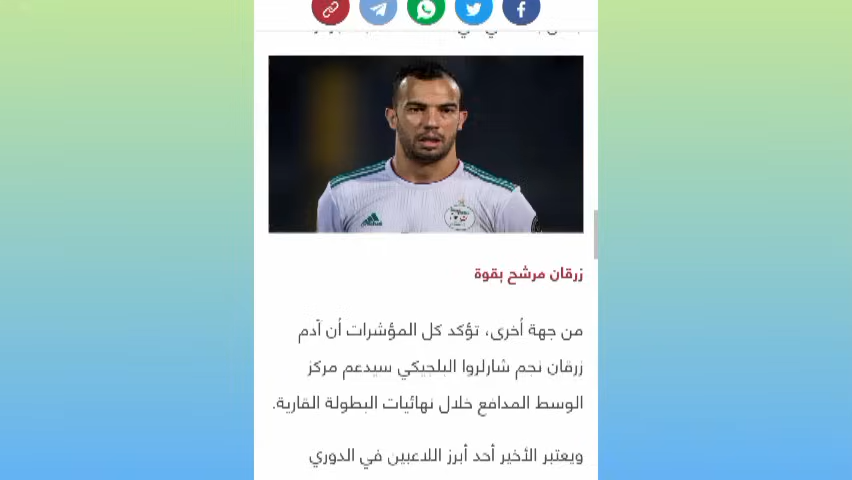 زرقان مرشح بقوة
من جهة أخرى، تؤكد كل المؤشرات أن آدم
زرقان نجم شارلروا البلجيكي سيدعم مركز
الوسط المدافع خلال نهائيات البطولة القارية.
ويعتبر الأخير أحد أبرز اللاعبين في الدوري